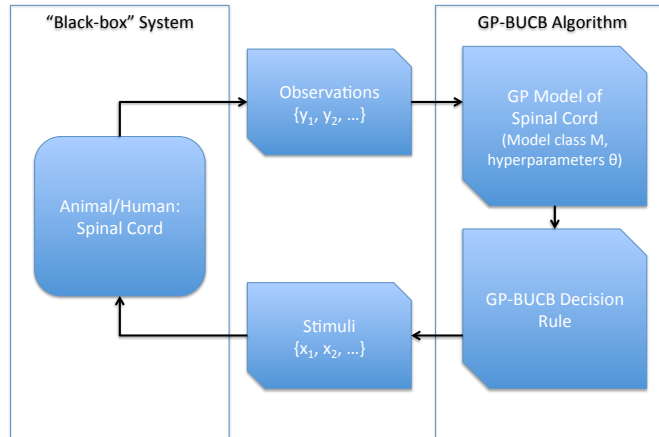 “Black-box” System
GP-BUCB Algorithm
Observations
{y₁, y₂, …}
GP Model of
Spinal Cord
(Model class M,
hyperparameters θ)
Animal/Human:
Spinal Cord
Stimuli
{x₁, x₂, …}
GP-BUCB Decision
Rule